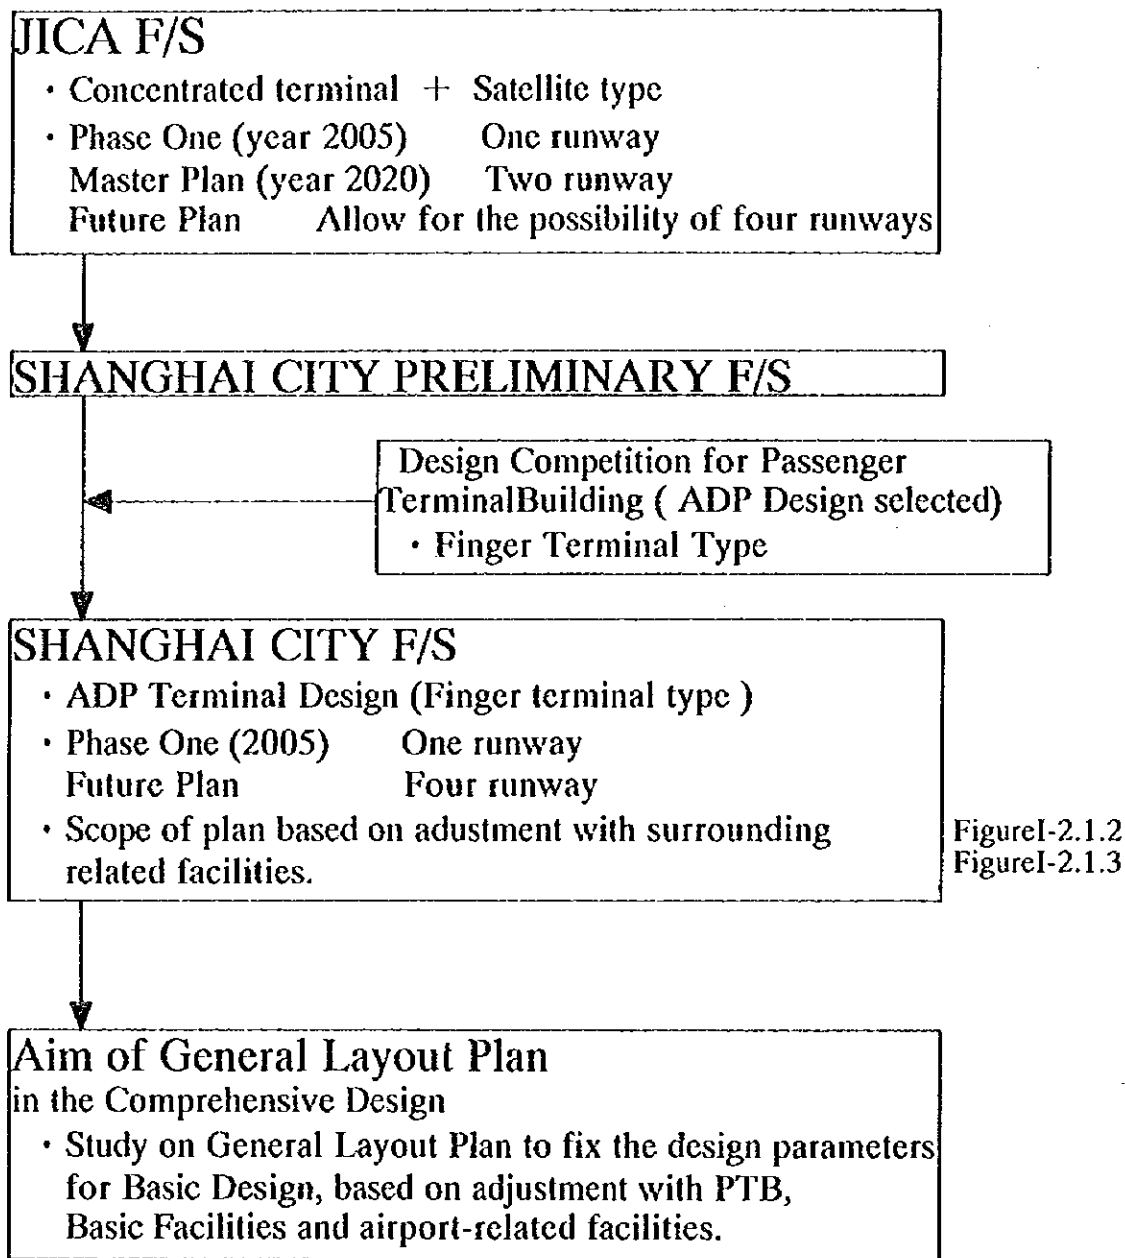 JICA F/S
・Concentrated terminal + Satellite type
・Phase One (year 2005) One runway
Master Plan (year 2020) Two runway
Future Plan Allow for the possibility of four runways
SHANGHAI CITY PRELIMINARY F/S
Design Competition for Passenger
TerminalBuilding ( ADP Design selected)
・Finger Terminal Type
SHANGHAI CITY F/S
・ADP Terminal Design (Finger terminal type )
・Phase One (2005) One runway
Future Plan Four runway
・Scope of plan based on adustment with surrounding
related facilities.
FigureI-2.1.2
FigureI-2.1.3
Aim of General Layout Plan
in the Comprehensive Design
・Study on General Layout Plan to fix the design parameters
for Basic Design, based on adjustment with PTB,
Basic Facilities and airport-related facilities.